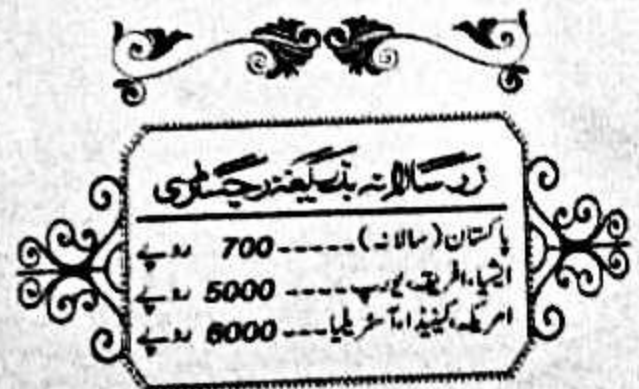 زرِ سالانہ بذریعہ رجسٹری
پاکستان (سالانہ)-----700 روپے
ایشیا، افریقہ، یورپ-----5000 روپے
امریکہ، کینیڈا، آسٹریلیا----6000 روپے